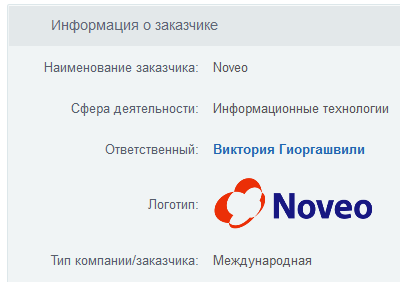 Информация о заказчике
Наименование заказчика: Noveo
Сфера деятельности: Информационные технологии
Ответственный: Виктория Гиоргашвили
Логотип: Noveo
Тип компании/заказчика: Международная